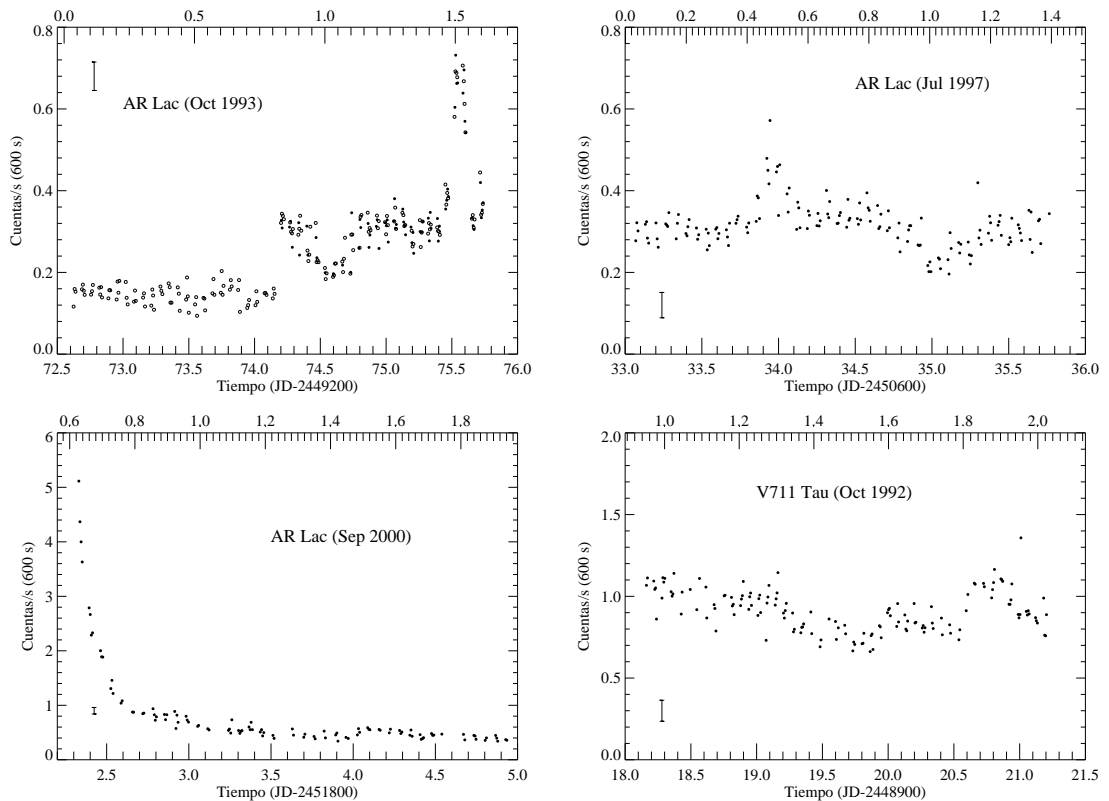 0.0 0.5 1.0 1.5
0.8
0.6
0.4
0.2
0.0
Cuentas/s (600 s)
AR Lac (Oct 1993)
72.5 73.0 73.5 74.0 74.5 75.0 75.5 76.0
Tiempo (JD-2449200)
0.0 0.2 0.4 0.6 0.8 1.0 1.2 1.4
0.8
0.6
0.4
0.2
0.0
Cuentas/s (600 s)
AR Lac (Jul 1997)
33.0 33.5 34.0 34.5 35.0 35.5 36.0
Tiempo (JD-2450600)
0.6 0.8 1.0 1.2 1.4 1.6 1.8
6
5
4
3
2
1
0
Cuentas/s (600 s)
AR Lac (Sep 2000)
2.5 3.0 3.5 4.0 4.5 5.0
Tiempo (JD-2451800)
1.0 1.2 1.4 1.6 1.8 2.0
2.0
1.5
1.0
0.5
0.0
Cuentas/s (600 s)
V711 Tau (Oct 1992)
18.0 18.5 19.0 19.5 20.0 20.5 21.0 21.5
Tiempo (JD-2448900)